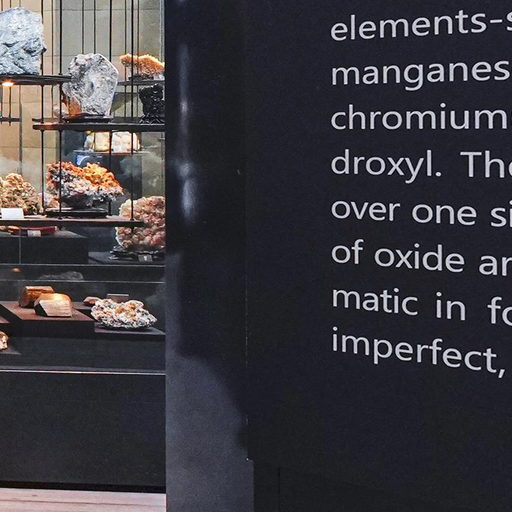 elements-s
manganes
chromium
droxyl. The
over one si
of oxide ar
matic in fo
imperfect,